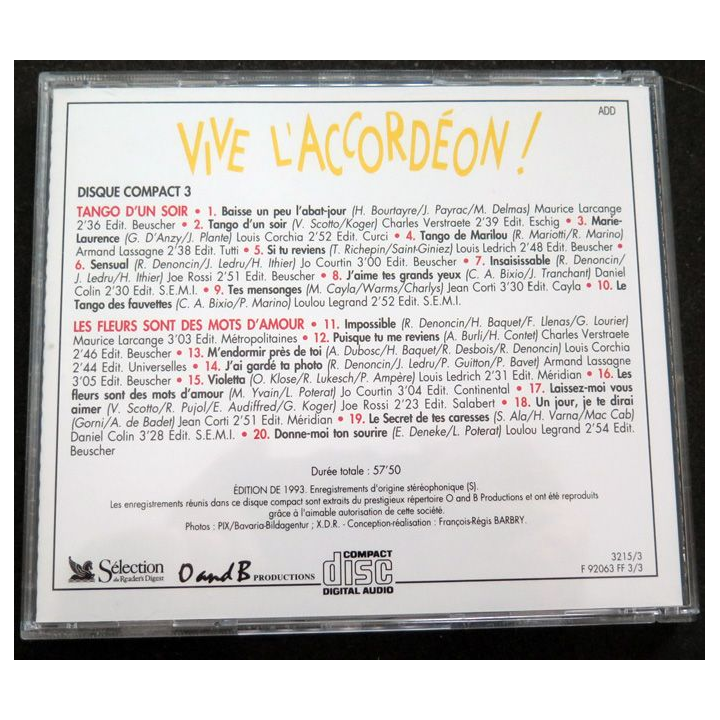 ADD
VIVE L'ACCORDÉON !
DISQUE COMPACT 3
TANGO D'UN SOIR • 1. Baisse un peu l'abat-jour (H. Bourtayre/J. Payrac/M. Delmas) Maurice Larcange
2'36 Edit. Beuscher • 2. Tango d'un soir (V. Scotto/Koger) Charles Verstraete 2'39 Edit. Eschig • 3. Marie-
Laurence (G. D'Anzy/J. Plante) Louis Corchia 2'52 Edit. Curci • 4. Tango de Marilou (R. Mariotti/R. Marino)
Armand Lassagne 2'38 Edit. Tutti • 5. Si tu reviens (T. Richepin/Saint-Giniez) Louis Ledrich 2'48 Edit. Beuscher •
6. Sensual (R. Denoncin/J. Ledru/H. Ithier) Jo Courtin 3'00 Edit. Beuscher • 7. Insaisissable (R. Denoncin/
J. Ledru/H. Ithier) Joe Rossi 2'51 Edit. Beuscher • 8. J'aime tes grands yeux (C. A. Bixio/J. Tranchant) Daniel
Colin 2'30 Edit. S.E.M.I. • 9. Tes mensonges (M. Cayla/Warms/Charlys) Jean Corti 3'30 Edit. Cayla • 10. Le
Tango des fauvettes (C. A. Bixio/P. Marino) Loulou Legrand 2'52 Edit. S.E.M.I.
LES FLEURS SONT DES MOTS D'AMOUR • 11. Impossible (R. Denoncin/H. Baquet/F. Llenas/G. Lourier)
Maurice Larcange 3'03 Edit. Métropolitaines • 12. Puisque tu me reviens (A. Burli/H. Contet) Charles Verstraete
2'46 Edit. Beuscher • 13. M'endormir près de toi (A. Dubosc/H. Baquet/R. Desbois/R. Denoncin) Louis Corchia
2'44 Edit. Universelles • 14. J'ai gardé ta photo (R. Denoncin/J. Ledru/P. Guitton/P. Bavet) Armand Lassagne
3'05 Edit. Beuscher • 15. Violetta (O. Klose/R. Lukesch/P. Ampère) Louis Ledrich 2'31 Edit. Méridian • 16. Les
fleurs sont des mots d'amour (M. Yvain/L. Poterat) Jo Courtin 3'04 Edit. Continental • 17. Laissez-moi vous
aimer (V. Scotto/R. Pujol/E. Audiffred/G. Koger) Joe Rossi 2'23 Edit. Salabert • 18. Un jour, je te dirai
(Gorni/A. de Badet) Jean Corti 2'51 Edit. Méridian • 19. Le Secret de tes caresses (S. Ala/H. Varna/Mac Cab)
Daniel Colin 3'28 Edit. S.E.M.I. • 20. Donne-moi ton sourire (E. Deneke/L. Poterat) Loulou Legrand 2'54 Edit.
Beuscher
Durée totale : 57'50
ÉDITION DE 1993. Enregistrements d'origine stéréophonique (S).
Les enregistrements réunis dans ce disque compact sont extraits du prestigieux répertoire O and B Productions et ont été reproduits
grâce à l'aimable autorisation de cette société.
Photos : PIX/Bavaria-Bildagentur ; X.D.R. - Conception-réalisation : François-Régis BARBRY.
Sélection
du Reader's Digest
O and B PRODUCTIONS
COMPACT
disc
DIGITAL AUDIO
3215/3
F 92063 FF 3/3